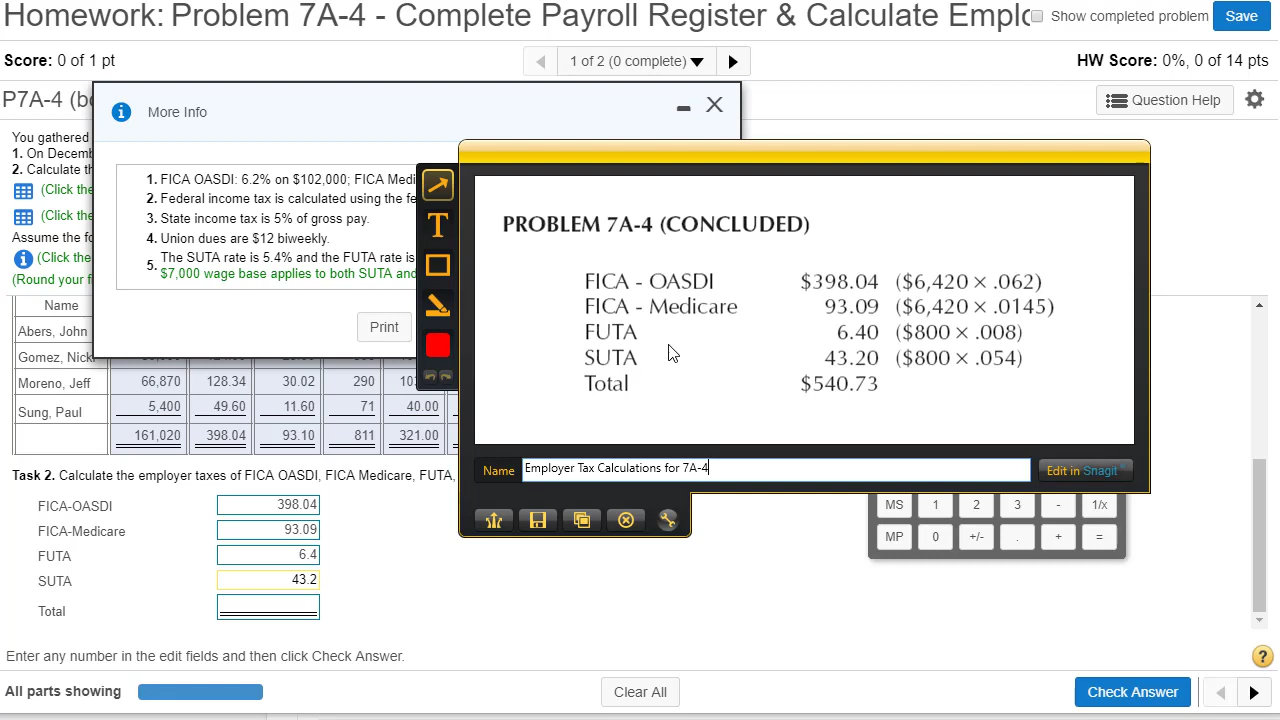 Homework: Problem 7A-4 - Complete Payroll Register & Calculate Emplo
Show completed problem
Save
Score: 0 of 1 pt
1 of 2 (0 complete)
HW Score: 0%, 0 of 14 pts
P7A-4 (bo
Question Help
More Info
You gathered
1. On Decemb
2. Calculate th
(Click the
(Click the
Assume the fo
(Click the
(Round your fi
1. FICA OASDI: 6.2% on $102,000; FICA Medi
2. Federal income tax is calculated using the fe
3. State income tax is 5% of gross pay.
4. Union dues are $12 biweekly.
5. The SUTA rate is 5.4% and the FUTA rate is
$7,000 wage base applies to both SUTA and
Print
T
PROBLEM 7A-4 (CONCLUDED)
FICA - OASDI $398.04 ($6,420 × .062)
FICA - Medicare 93.09 ($6,420 × .0145)
FUTA 6.40 ($800 × .008)
SUTA 43.20 ($800 × .054)
Total $540.73
Name Employer Tax Calculations for 7A-4
Edit in Snagit
Name
Abers, John
Gomez, Nick
Moreno, Jeff 66,870 128.34 30.02 290
Sung, Paul 5,400 49.60 11.60 71 40.00
161,020 398.04 93.10 811 321.00
Task 2. Calculate the employer taxes of FICA OASDI, FICA Medicare, FUTA,
FICA-OASDI 398.04
FICA-Medicare 93.09
FUTA 6.4
SUTA 43.2
Total
MS 1 2 3 - 1/x
MP 0 +/- . + =
Enter any number in the edit fields and then click Check Answer.
?
All parts showing
Clear All
Check Answer